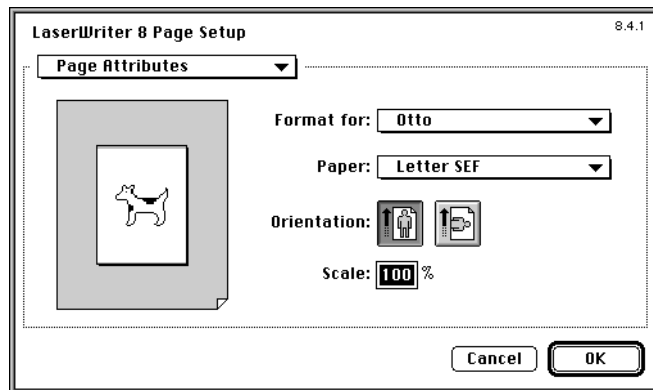 LaserWriter 8 Page Setup
8.4.1
Page Attributes
Format for: Otto
Paper: Letter SEF
Orientation:
Scale: 100 %
Cancel
OK